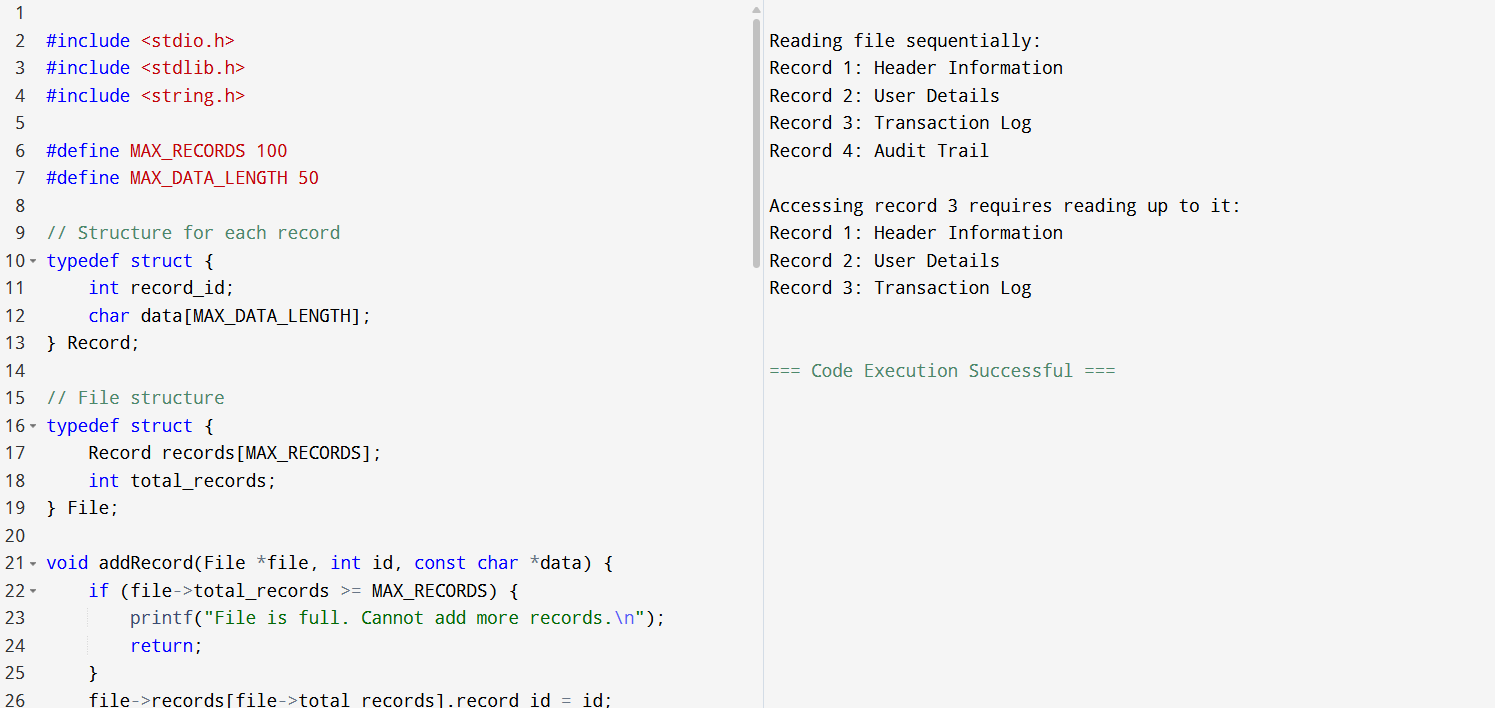 1
2 #include <stdio.h>
3 #include <stdlib.h>
4 #include <string.h>
5
6 #define MAX_RECORDS 100
7 #define MAX_DATA_LENGTH 50
8
9 // Structure for each record
10 typedef struct {
11     int record_id;
12     char data[MAX_DATA_LENGTH];
13 } Record;
14
15 // File structure
16 typedef struct {
17     Record records[MAX_RECORDS];
18     int total_records;
19 } File;
20
21 void addRecord(File *file, int id, const char *data) {
22     if (file->total_records >= MAX_RECORDS) {
23         printf("File is full. Cannot add more records.\n");
24         return;
25     }
26     file->records[file->total_records].record_id = id;
Reading file sequentially:
Record 1: Header Information
Record 2: User Details
Record 3: Transaction Log
Record 4: Audit Trail
Accessing record 3 requires reading up to it:
Record 1: Header Information
Record 2: User Details
Record 3: Transaction Log
=== Code Execution Successful ===